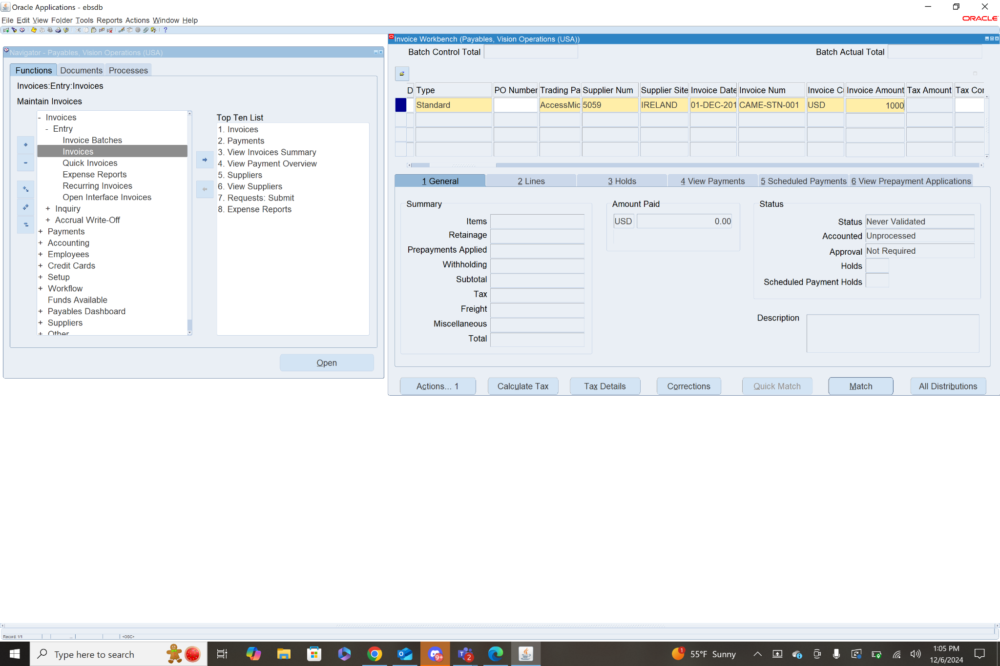 Oracle Applications - ebsdb
File Edit View Folder Tools Reports Actions Window Help
ORACLE
Navigator - Payables, Vision Operations (USA)
Functions Documents Processes
Invoices:Entry:Invoices
Maintain Invoices
- Invoices
- Entry
Invoice Batches
Invoices
Quick Invoices
Expense Reports
Recurring Invoices
Open Interface Invoices
+ Inquiry
+ Accrual Write-Off
+ Payments
+ Accounting
+ Employees
+ Credit Cards
+ Setup
+ Workflow
Funds Available
+ Payables Dashboard
+ Suppliers
+ Other
Top Ten List
1. Invoices
2. Payments
3. View Invoices Summary
4. View Payment Overview
5. Suppliers
6. View Suppliers
7. Requests: Submit
8. Expense Reports
Open
Invoice Workbench (Payables, Vision Operations (USA))
Batch Control Total
Batch Actual Total
D Type PO Number Trading Pa Supplier Num Supplier Site Invoice Date Invoice Num Invoice C Invoice Amount Tax Amount Tax Cor
Standard AccessMic 5059 IRELAND 01-DEC-201 CAME-STN-001 USD 1000
1 General 2 Lines 3 Holds 4 View Payments 5 Scheduled Payments 6 View Prepayment Applications
Summary
Items
Retainage
Prepayments Applied
Withholding
Subtotal
Tax
Freight
Miscellaneous
Total
Amount Paid
USD 0.00
Status
Status Never Validated
Accounted Unprocessed
Approval Not Required
Holds
Scheduled Payment Holds
Description
Actions... 1 Calculate Tax Tax Details Corrections Quick Match Match All Distributions
Record: 1/1 ... <OSC>
Type here to search
9+
2
1
55°F Sunny
1:05 PM
12/6/2024